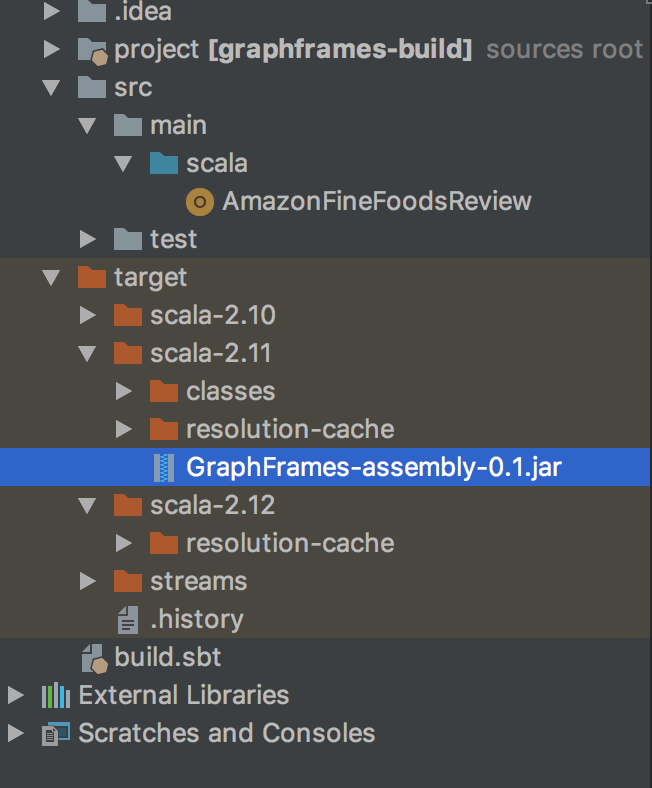 .idea
project [graphframes-build] sources root
src
main
scala
AmazonFineFoodsReview
test
target
scala-2.10
scala-2.11
classes
resolution-cache
GraphFrames-assembly-0.1.jar
scala-2.12
resolution-cache
streams
.history
build.sbt
External Libraries
Scratches and Consoles